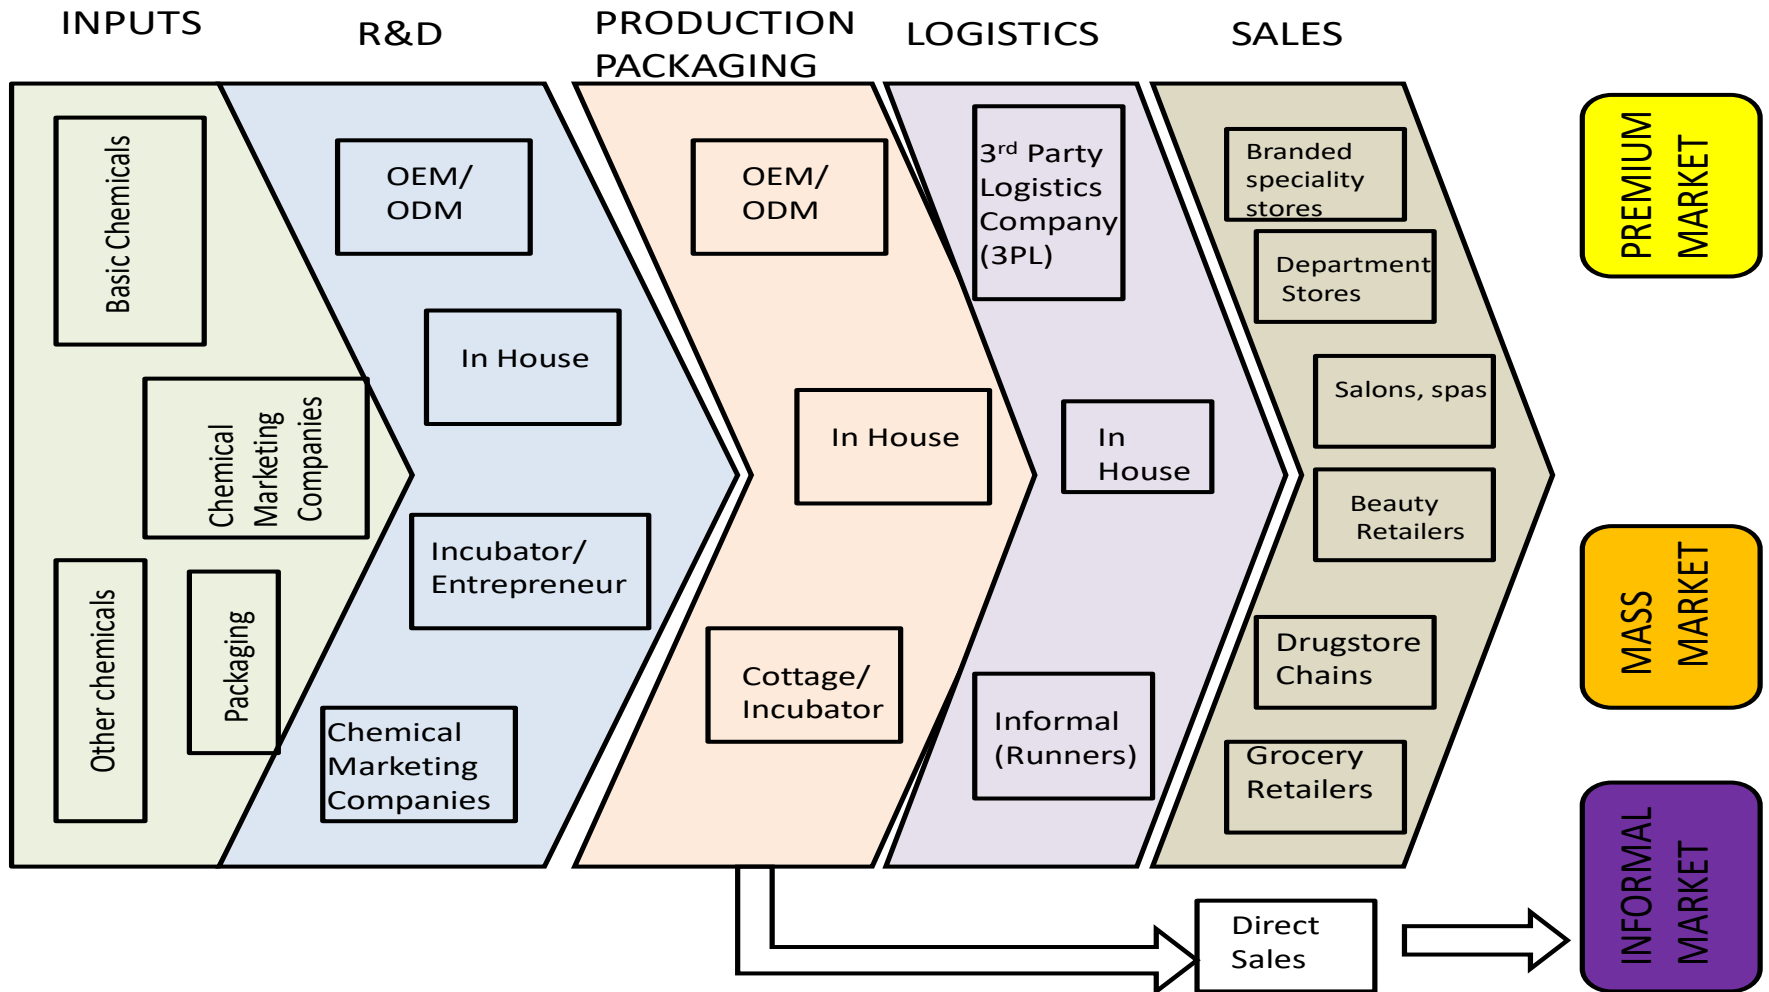 INPUTS
R&D
PRODUCTION
PACKAGING
LOGISTICS
SALES
Basic Chemicals
Chemical
Marketing
Companies
Other chemicals
Packaging
OEM/
ODM
In House
Incubator/
Entrepreneur
Chemical
Marketing
Companies
OEM/
ODM
In House
Cottage/
Incubator
3rd Party
Logistics
Company
(3PL)
In
House
Informal
(Runners)
Branded
speciality
stores
Department
Stores
Salons, spas
Beauty
Retailers
Drugstore
Chains
Grocery
Retailers
Direct
Sales
PREMIUM
MARKET
MASS
MARKET
INFORMAL
MARKET